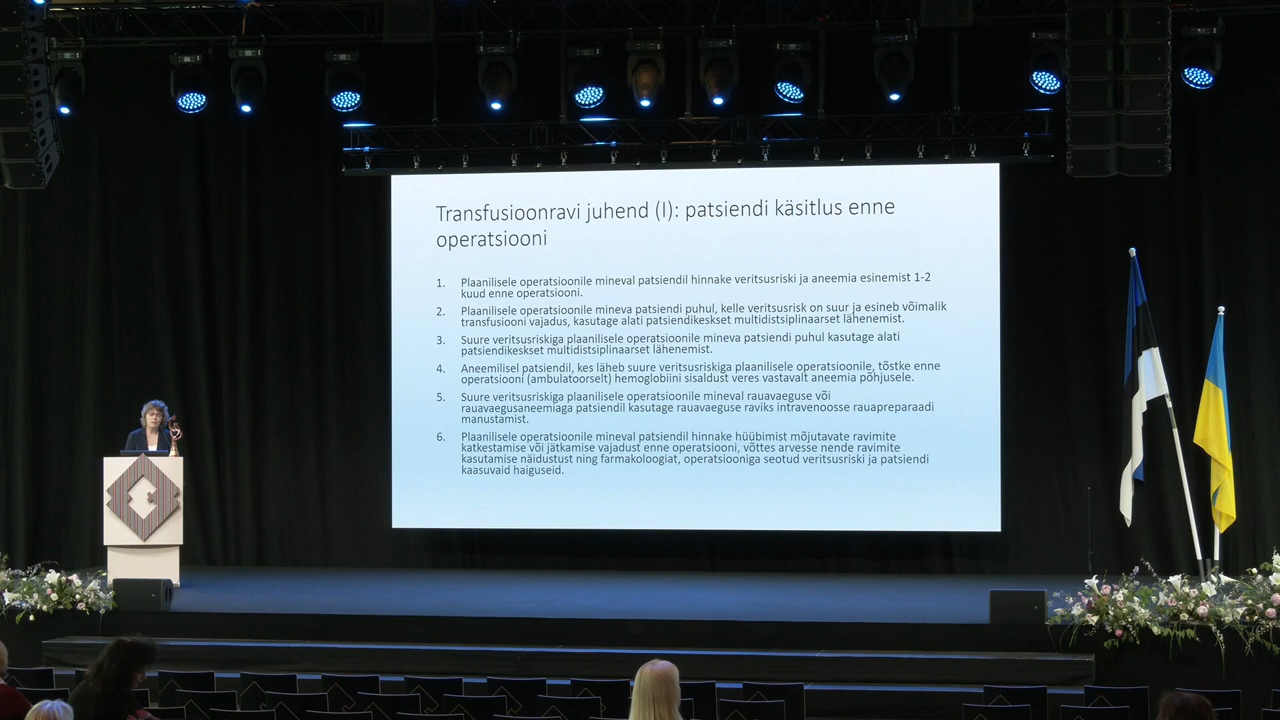 Transfusioonravi juhend (I): patsiendi käsitlus enne
operatsiooni
1. Plaanilisele operatsioonile mineval patsiendil hinnake veritsusriski ja aneemia esinemist 1-2
kuud enne operatsiooni.
2. Plaanilisele operatsioonile mineva patsiendi puhul, kelle veritsusrisk on suur ja esineb võimalik
transfusiooni vajadus, kasutage alati patsiendikeskset multidistsiplinaarset lähenemist.
3. Suure veritsusriskiga plaanilisele operatsioonile mineva patsiendi puhul kasutage alati
patsiendikeskset multidistsiplinaarset lähenemist.
4. Aneemilisel patsiendil, kes läheb suure veritsusriskiga plaanilisele operatsioonile, tõstke enne
operatsiooni (ambulatoorselt) hemoglobiini sisaldust veres vastavalt aneemia põhjusele.
5. Suure veritsusriskiga plaanilisele operatsioonile mineval rauavaeguse või
rauavaegusaneemiaga patsiendil kasutage rauavaeguse raviks intravenoosse rauapreparaadi
manustamist.
6. Plaanilisele operatsioonile mineval patsiendil hinnake hüübimist mõjutavate ravimite
katkestamise või jätkamise vajadust enne operatsiooni, võttes arvesse nende ravimite
kasutamise näidustust ning farmakoloogiat, operatsiooniga seotud veritsusriski ja patsiendi
kaasuvaid haiguseid.